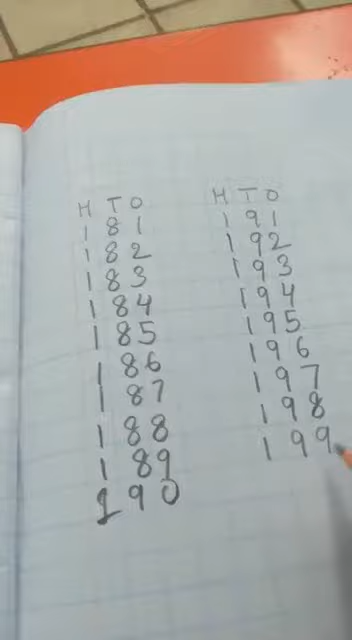 H T O
1 8 1
1 8 2
1 8 3
1 8 4
1 8 5
1 8 6
1 8 7
1 8 8
1 8 9
1 9 0
H T O
1 9 1
1 9 2
1 9 3
1 9 4
1 9 5
1 9 6
1 9 7
1 9 8
1 9 9